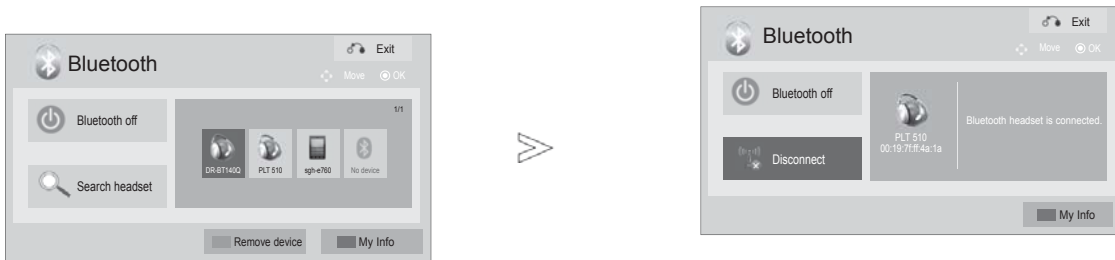 Bluetooth
Exit
Move OK
Bluetooth off
Search headset
1/1
DR-BT140Q PLT 510 sgh-e760 No device
Remove device My Info
Bluetooth
Exit
Move OK
Bluetooth off
Disconnect
PLT 510
00:19:7f:ff:4a:1a
Bluetooth headset is connected.
My Info